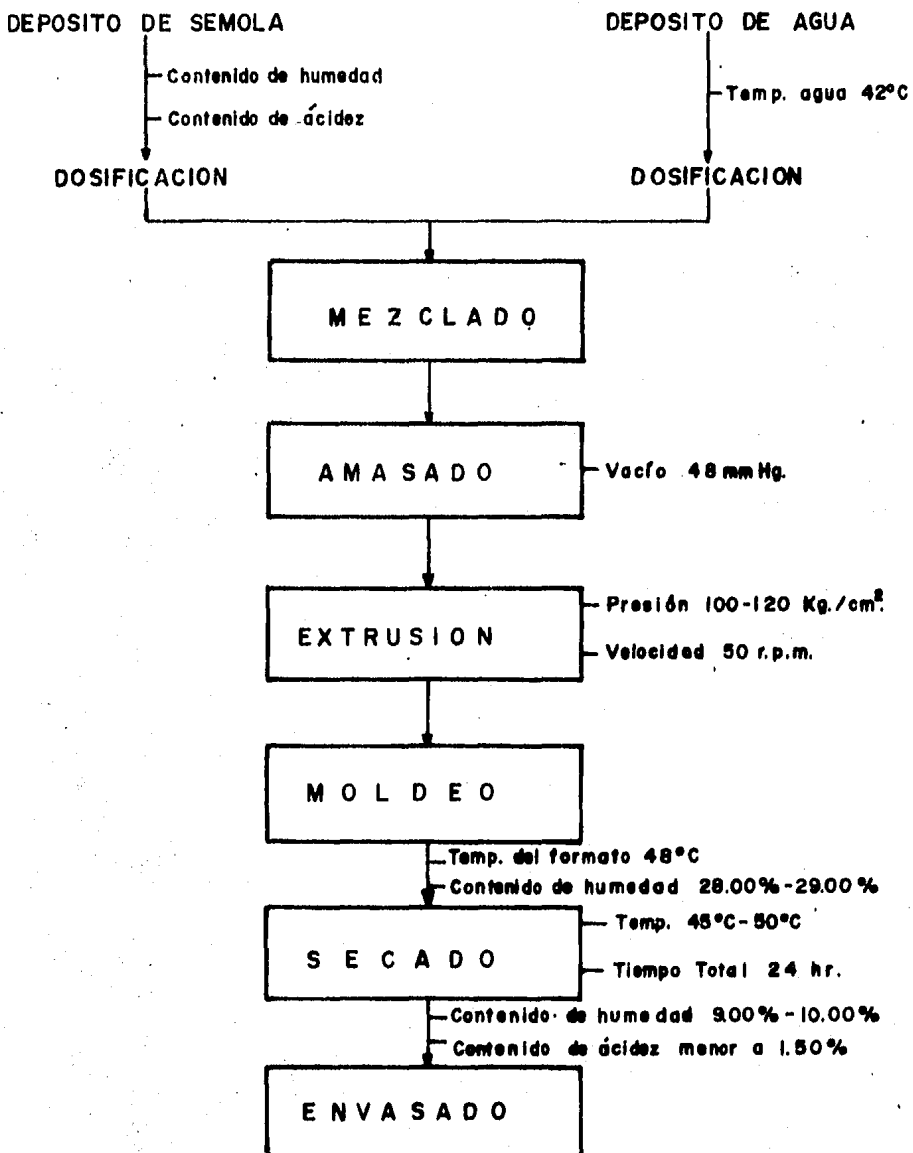 DEPOSITO DE SEMOLA
DEPOSITO DE AGUA
Contenido de humedad
Contenido de ácidez
Temp. agua 42°C
DOSIFICACION
DOSIFICACION
MEZCLADO
AMASADO
Vacío 48 mm Hg.
EXTRUSION
Presión 100-120 Kg./cm².
Velocidad 50 r.p.m.
MOLDEO
Temp. del formato 48°C
Contenido de humedad 28.00%-29.00%
Temp. 45°C-50°C
SECADO
Tiempo Total 24 hr.
Contenido de humedad 9.00%-10.00%
Contenido de ácidez menor a 1.50%
ENVASADO